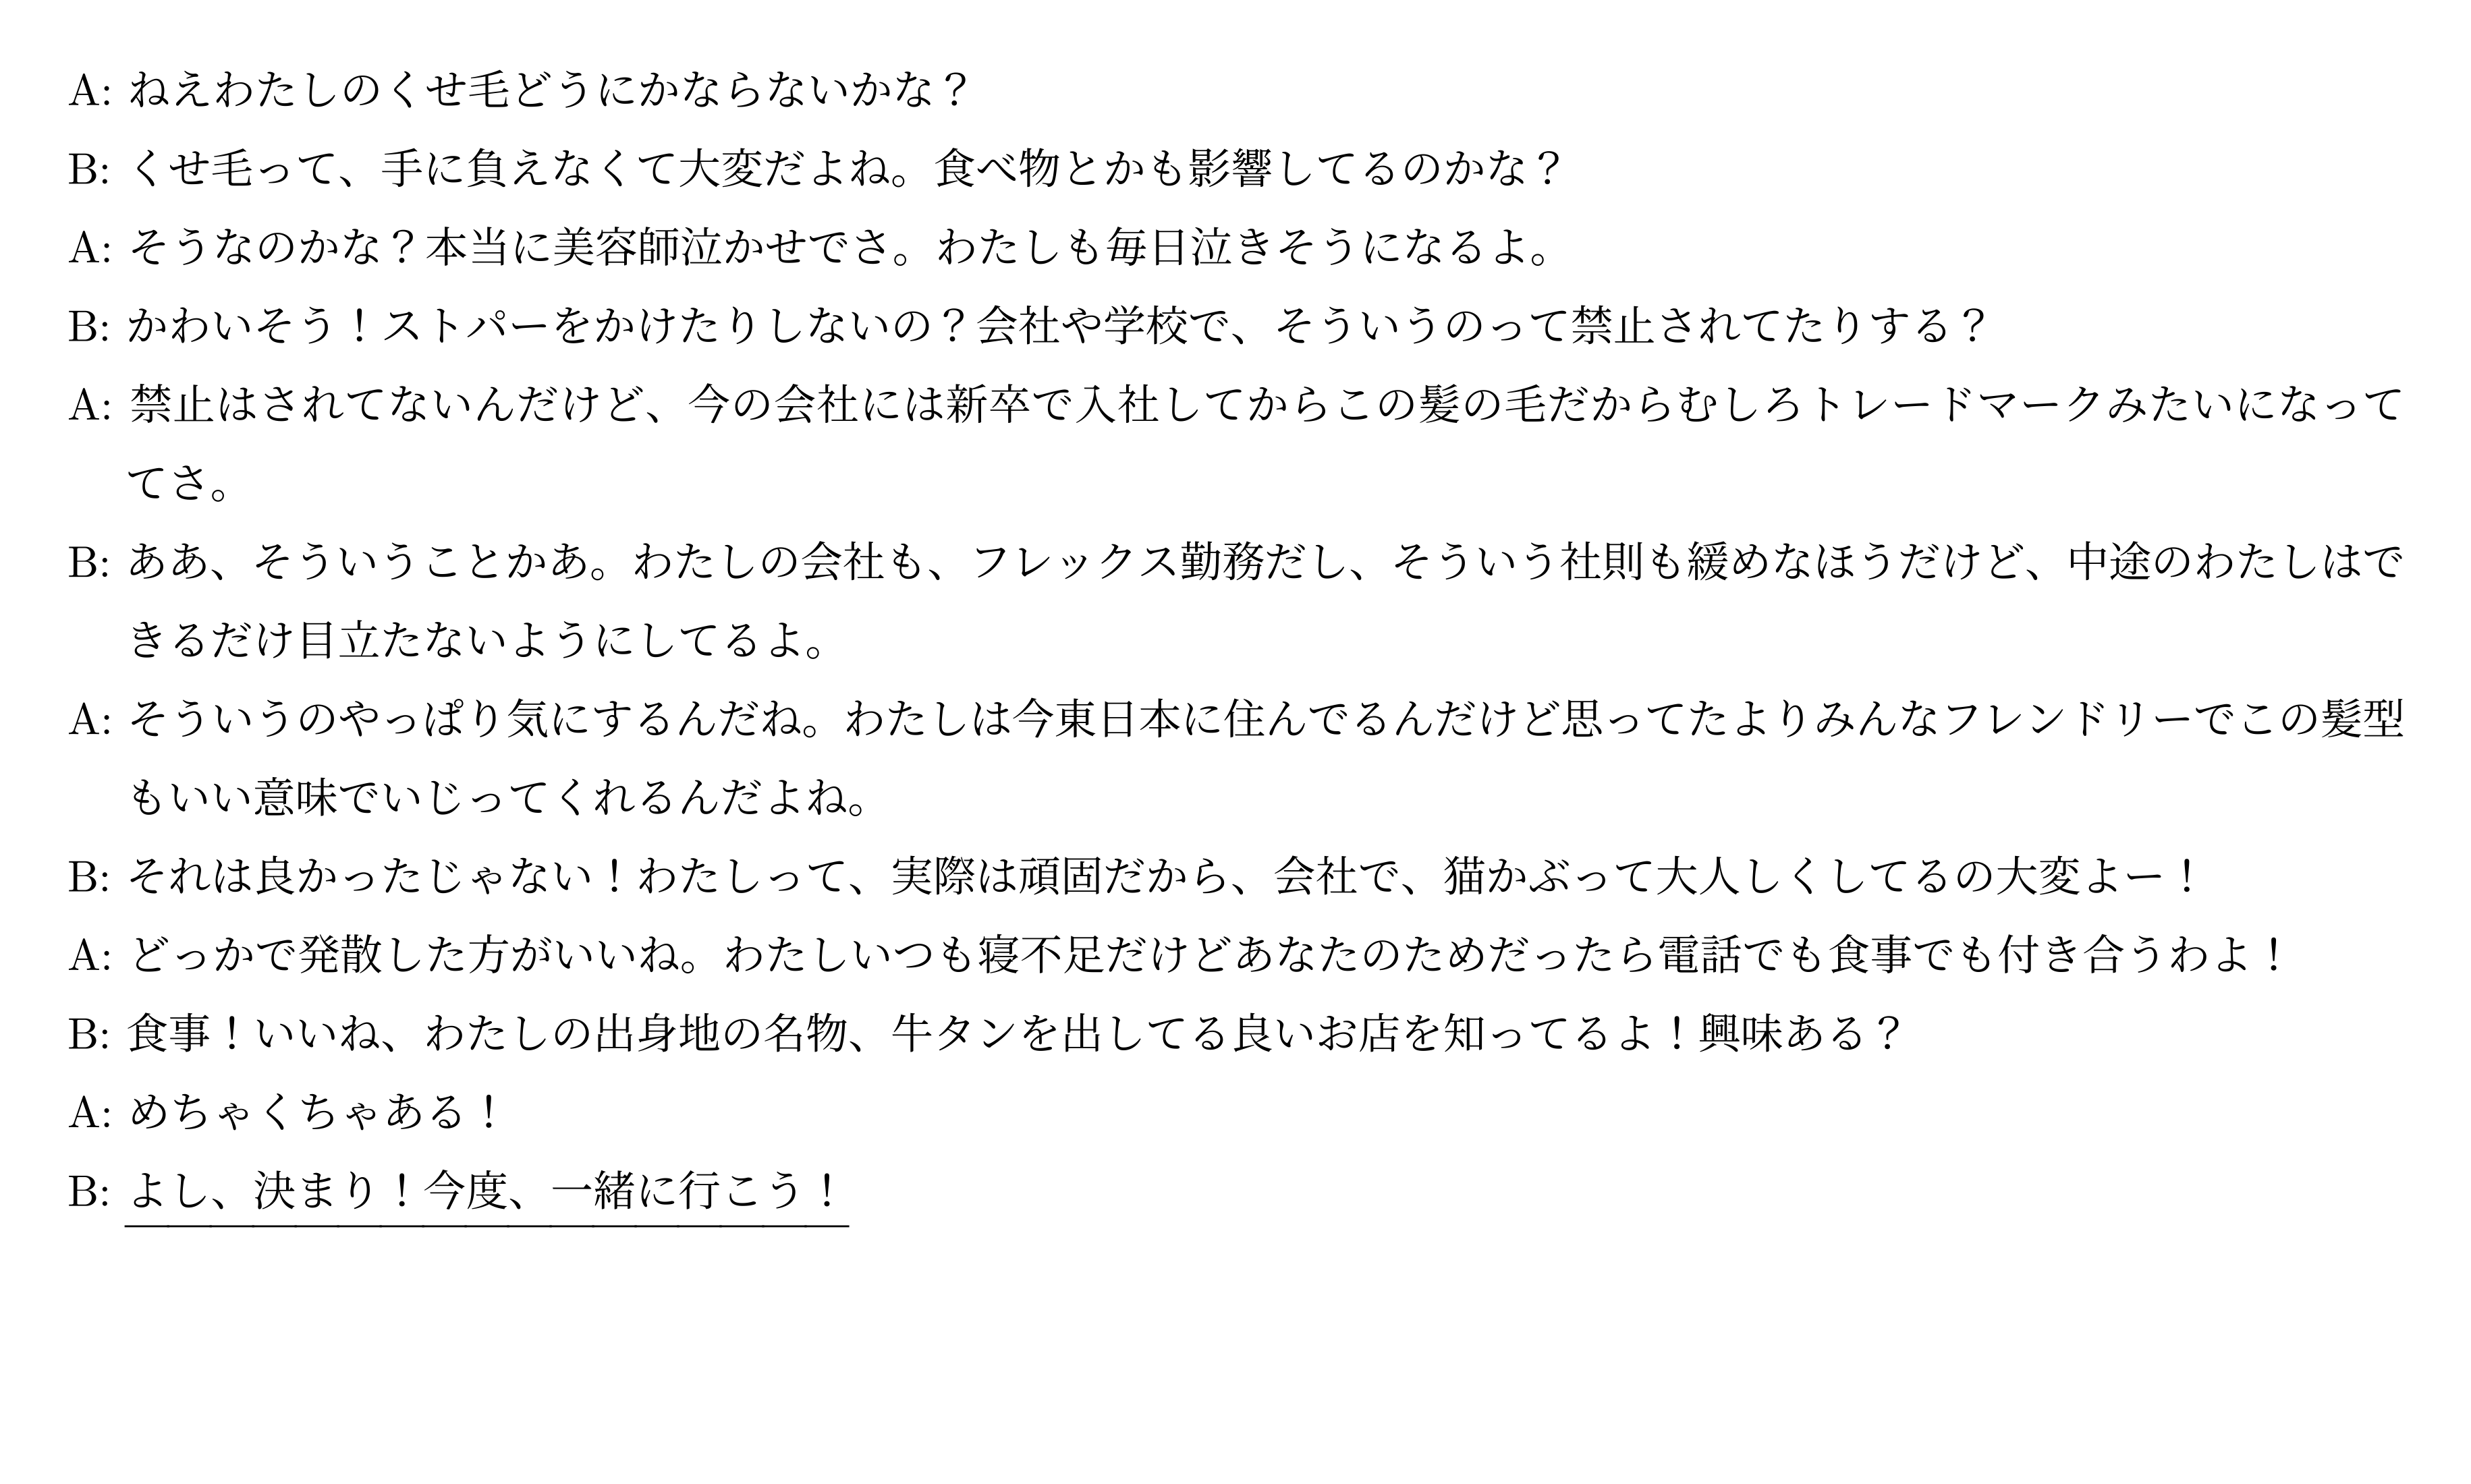 A: ねえわたしのくせ毛どうにかならないかな？
B: くせ毛って、手に負えなくて大変だよね。食べ物とかも影響してるのかな？
A: そうなのかな？本当に美容師泣かせでさ。わたしも毎日泣きそうになるよ。
B: かわいそう！ストパーをかけたりしないの？会社や学校で、そういうのって禁止されてたりする？
A: 禁止はされてないんだけど、今の会社には新卒で入社してからこの髪の毛だからむしろトレードマークみたいになって
てさ。
B: ああ、そういうことかあ。わたしの会社も、フレックス勤務だし、そういう社則も緩めなほうだけど、中途のわたしはで
きるだけ目立たないようにしてるよ。
A: そういうのやっぱり気にするんだね。わたしは今東日本に住んでるんだけど思ってたよりみんなフレンドリーでこの髪型
もいい意味でいじってくれるんだよね。
B: それは良かったじゃない！わたしって、実際は頑固だから、会社で、猫かぶって大人しくしてるの大変よー！
A: どっかで発散した方がいいね。わたしいつも寝不足だけどあなたのためだったら電話でも食事でも付き合うわよ！
B: 食事！いいね、わたしの出身地の名物、牛タンを出してる良いお店を知ってるよ！興味ある？
A: めちゃくちゃある！
B: よし、決まり！今度、一緒に行こう！